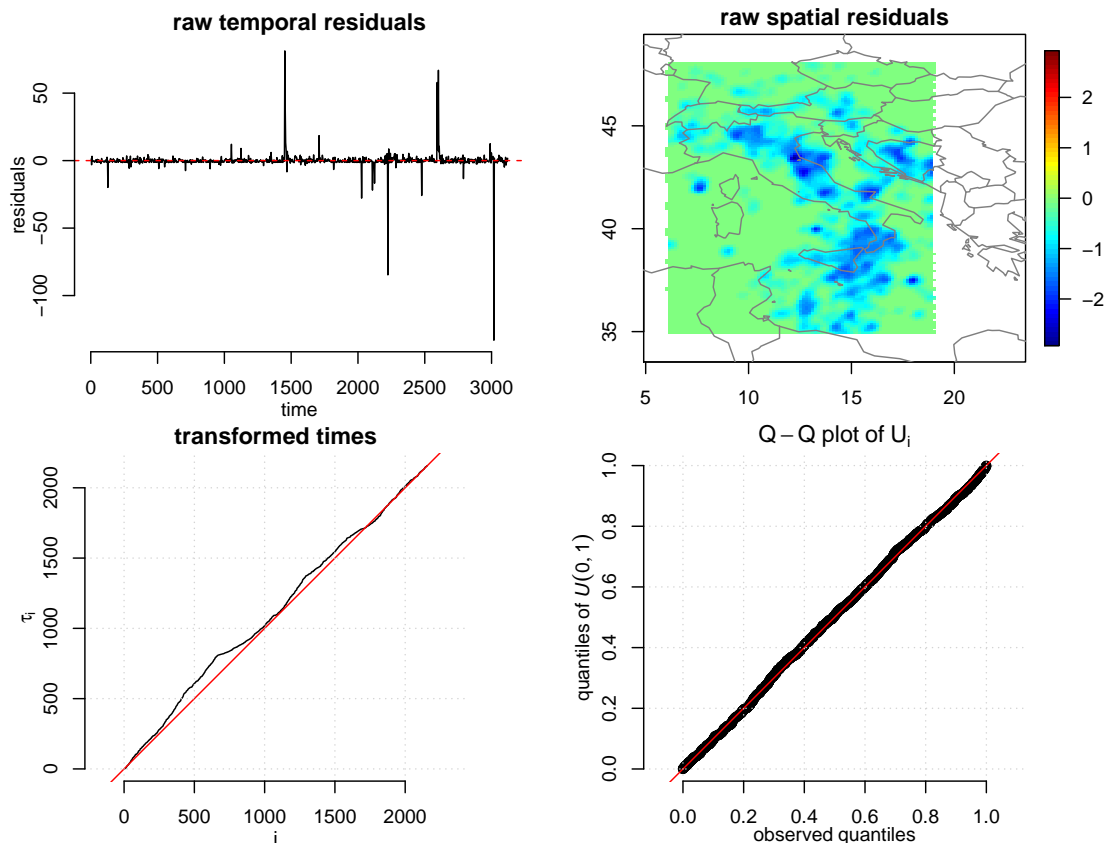 raw temporal residuals
residuals
50
0
−50
−100
0 500 1000 1500 2000 2500 3000
time
raw spatial residuals
45
40
35
5 10 15 20
2
1
0
−1
−2
transformed times
τi
2000
1500
1000
500
0
0 500 1000 1500 2000
i
Q − Q plot of Ui
quantiles of U(0, 1)
1.0
0.8
0.6
0.4
0.2
0.0
0.0 0.2 0.4 0.6 0.8 1.0
observed quantiles